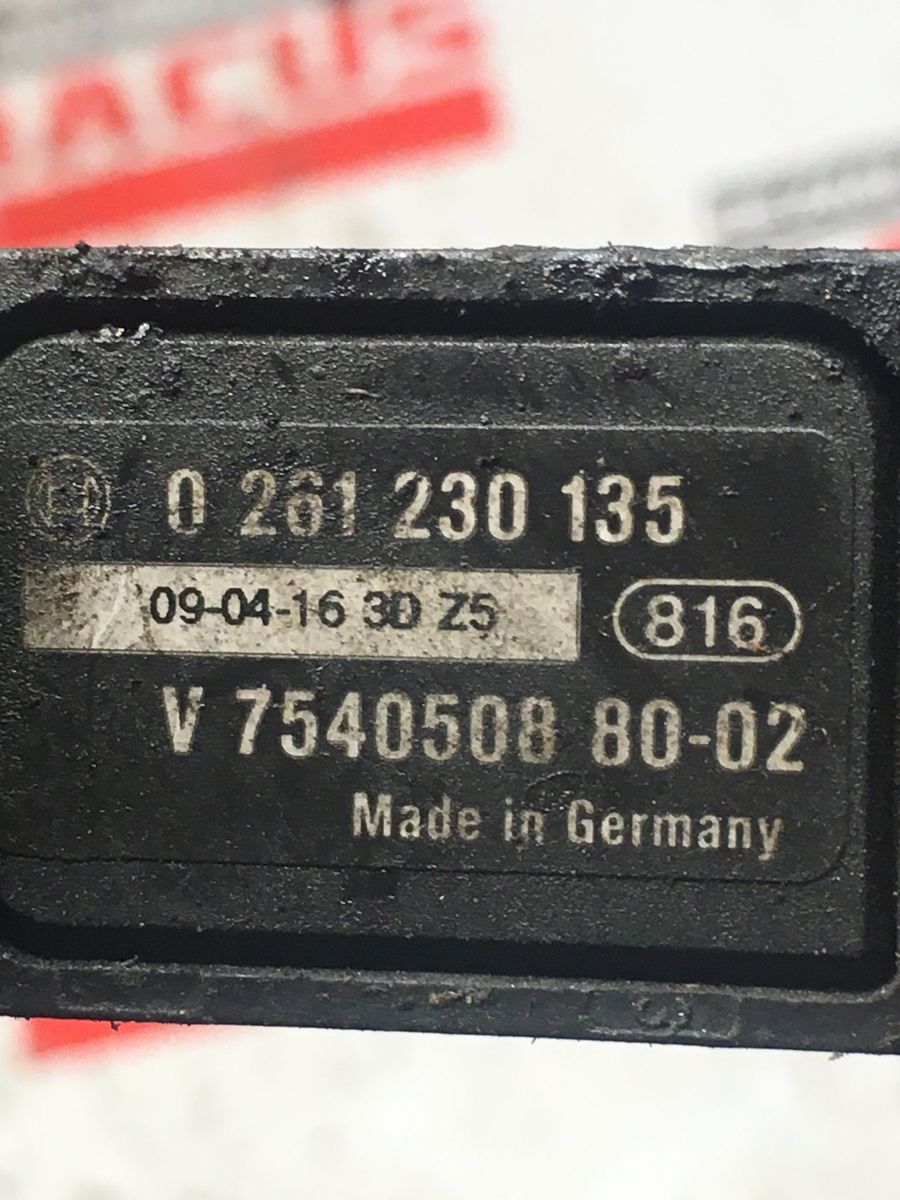 0 261 230 135
09-04-16 3D Z5
816
V 7540508 80-02
Made in Germany